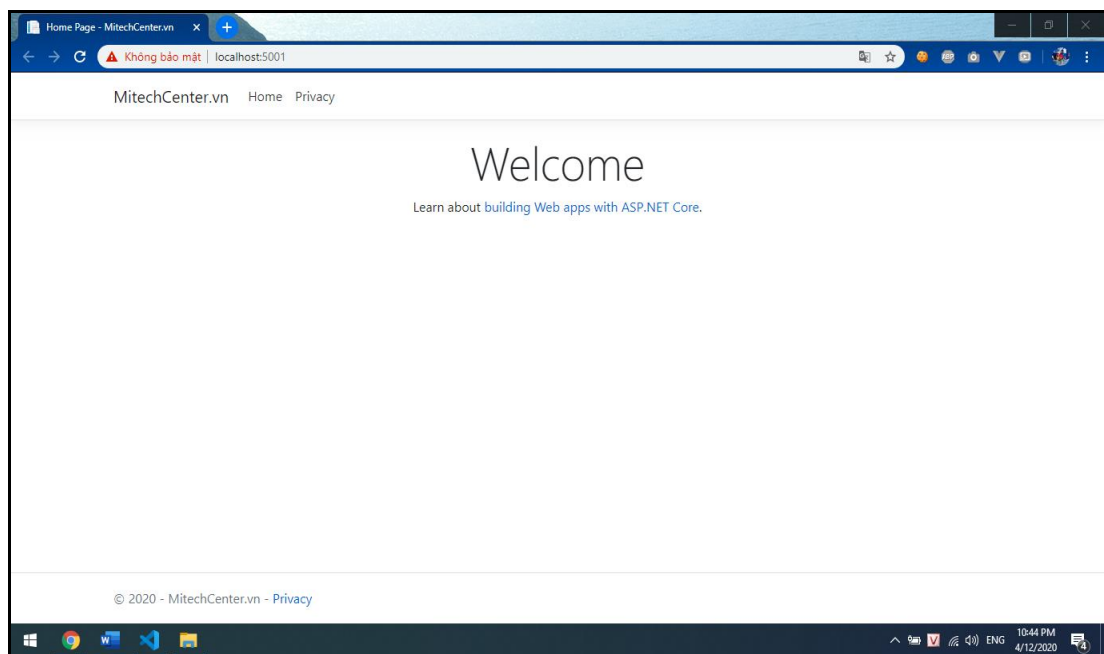 Home Page - MitechCenter.vn
Không bảo mật | localhost:5001
MitechCenter.vn Home Privacy
Welcome
Learn about building Web apps with ASP.NET Core.
© 2020 - MitechCenter.vn - Privacy
ENG
10:44 PM
4/12/2020